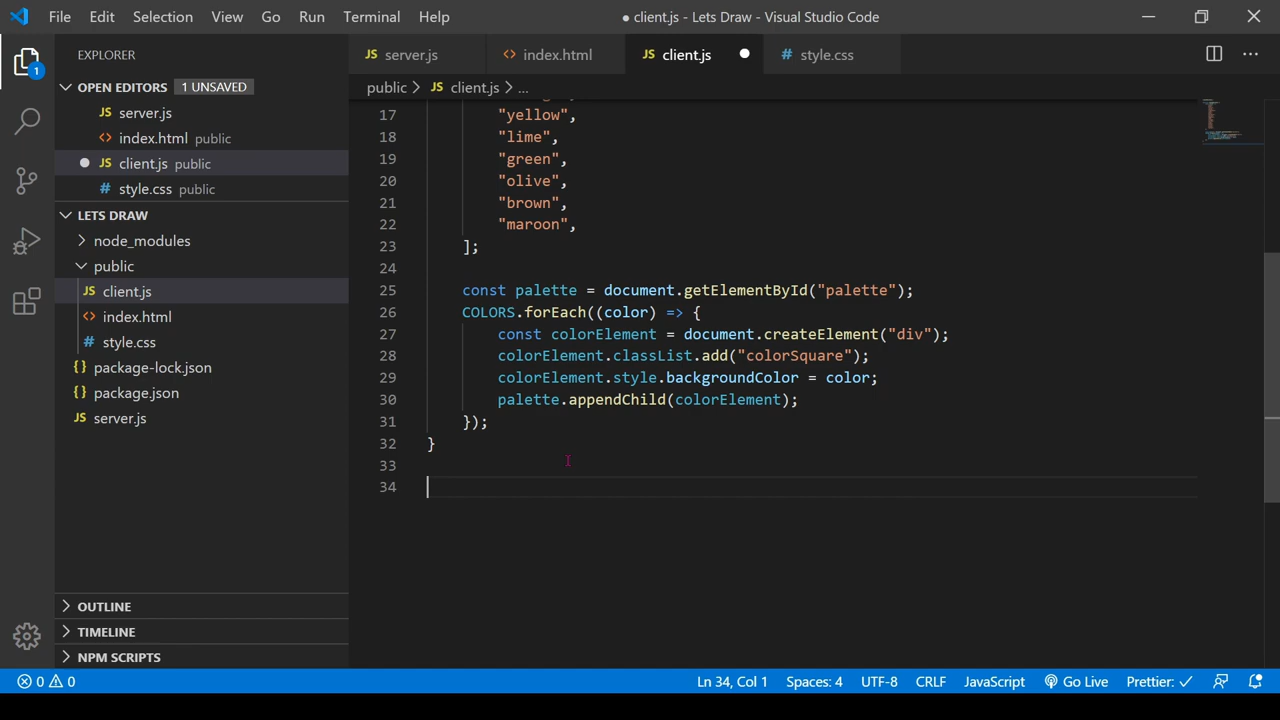 File Edit Selection View Go Run Terminal Help
● client.js - Lets Draw - Visual Studio Code
EXPLORER
OPEN EDITORS 1 UNSAVED
JS server.js
<> index.html public
● JS client.js public
# style.css public
LETS DRAW
node_modules
public
JS client.js
<> index.html
# style.css
{} package-lock.json
{} package.json
JS server.js
OUTLINE
TIMELINE
NPM SCRIPTS
1
JS server.js <> index.html JS client.js ● # style.css
public > JS client.js > ...
17 "yellow",
18 "lime",
19 "green",
20 "olive",
21 "brown",
22 "maroon",
23 ];
24
25 const palette = document.getElementById("palette");
26 COLORS.forEach((color) => {
27 const colorElement = document.createElement("div");
28 colorElement.classList.add("colorSquare");
29 colorElement.style.backgroundColor = color;
30 palette.appendChild(colorElement);
31 });
32 }
33
34
0 0 Ln 34, Col 1 Spaces: 4 UTF-8 CRLF JavaScript Go Live Prettier: ✓